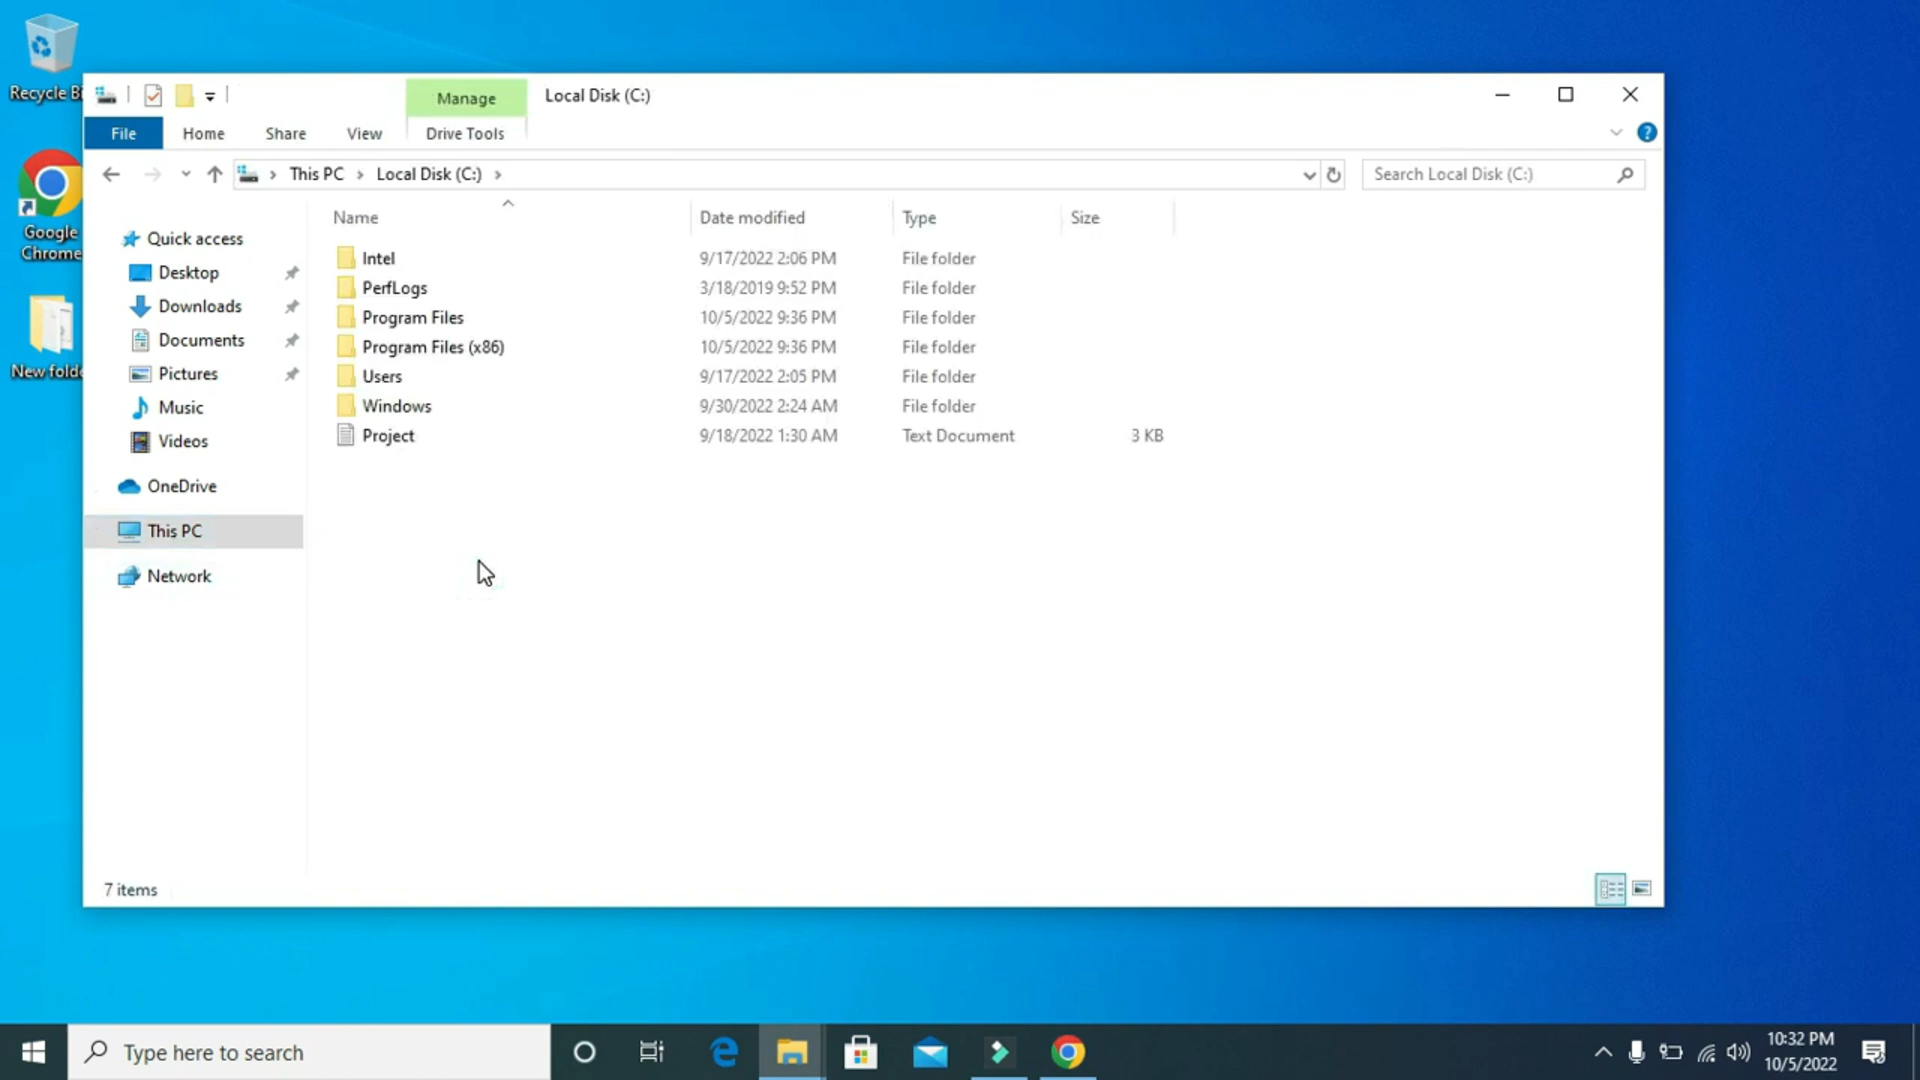 Recycle Bi
Google
Chrome
New folde
Manage
Local Disk (C:)
File
Home
Share
View
Drive Tools
This PC
Local Disk (C:)
Search Local Disk (C:)
Name
Date modified
Type
Size
Quick access
Desktop
Downloads
Documents
Pictures
Music
Videos
OneDrive
This PC
Network
Intel 9/17/2022 2:06 PM File folder
PerfLogs 3/18/2019 9:52 PM File folder
Program Files 10/5/2022 9:36 PM File folder
Program Files (x86) 10/5/2022 9:36 PM File folder
Users 9/17/2022 2:05 PM File folder
Windows 9/30/2022 2:24 AM File folder
Project 9/18/2022 1:30 AM Text Document 3 KB
7 items
Type here to search
10:32 PM
10/5/2022